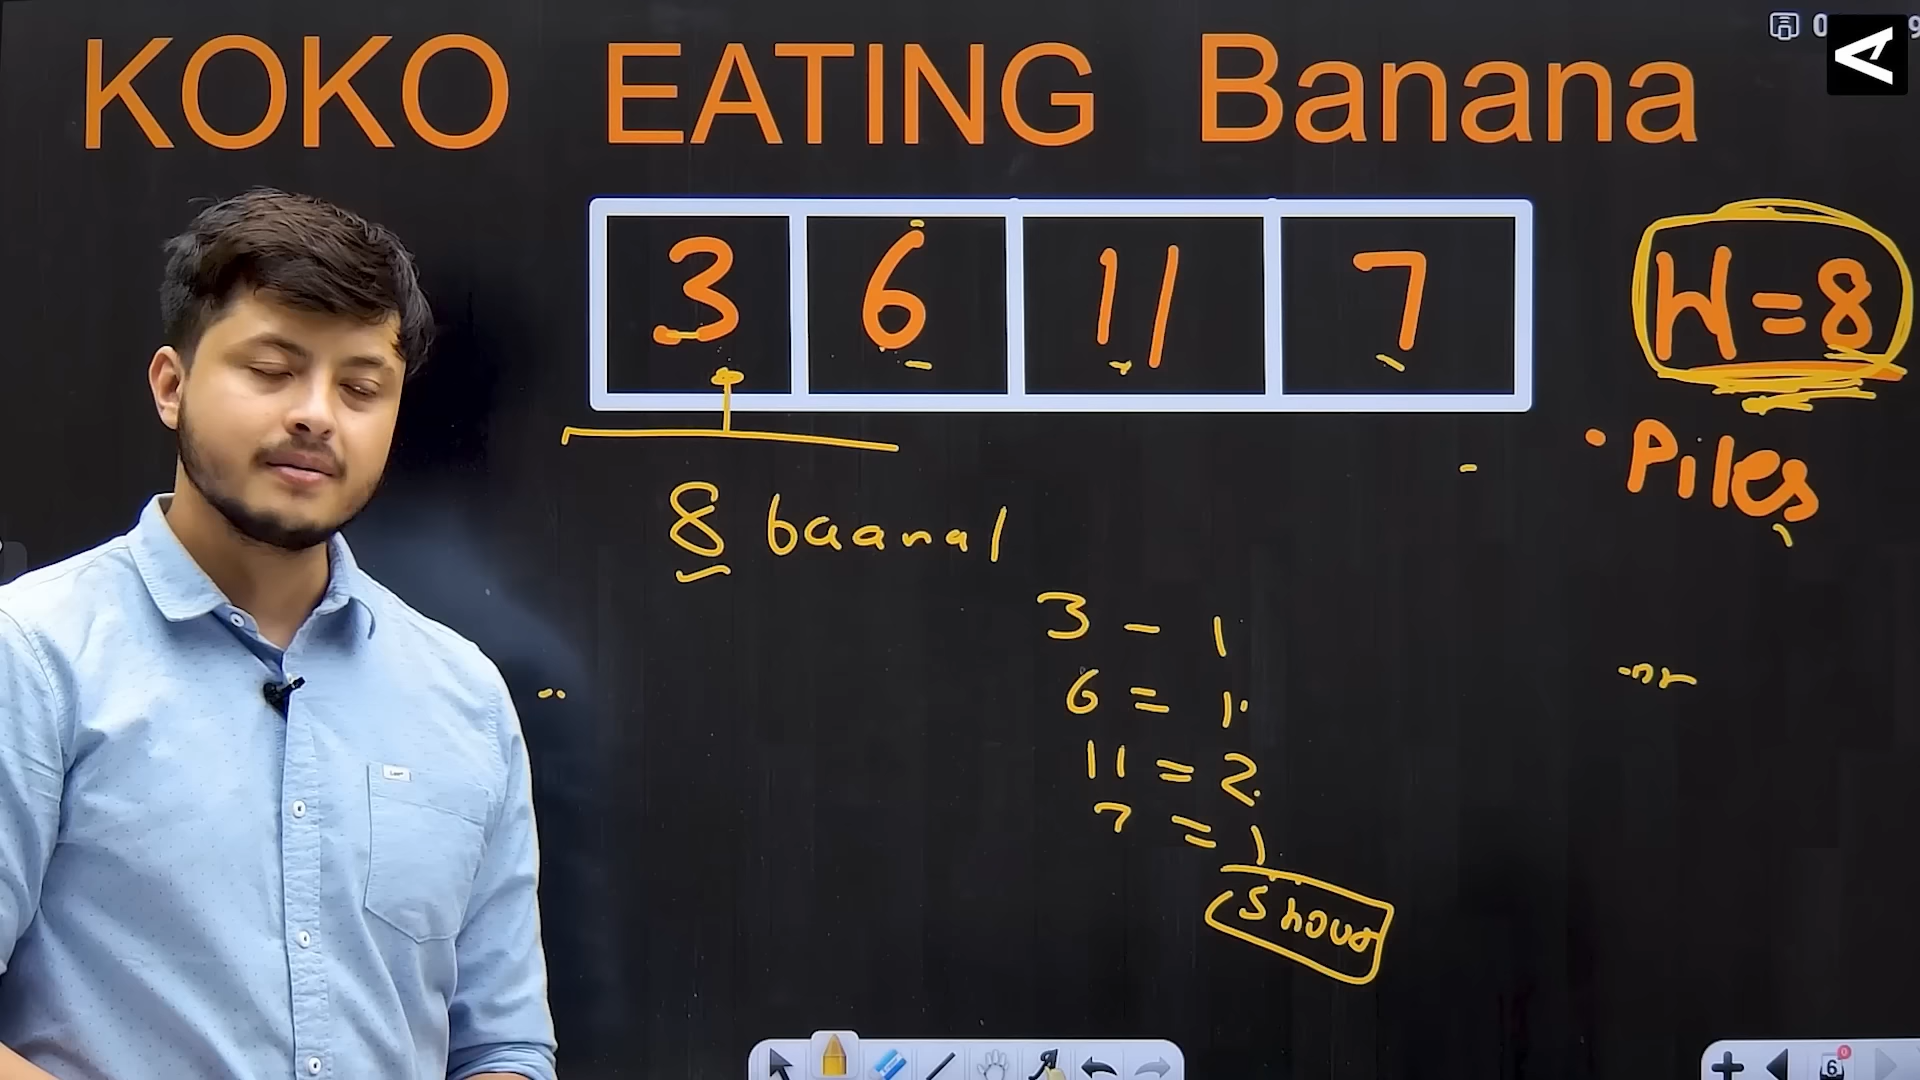 KOKO EATING Banana
3 6 11 7
H=8
Piles
8 baanal
3 - 1
6 = 1
11 = 2
7 = 1
5 hour
6